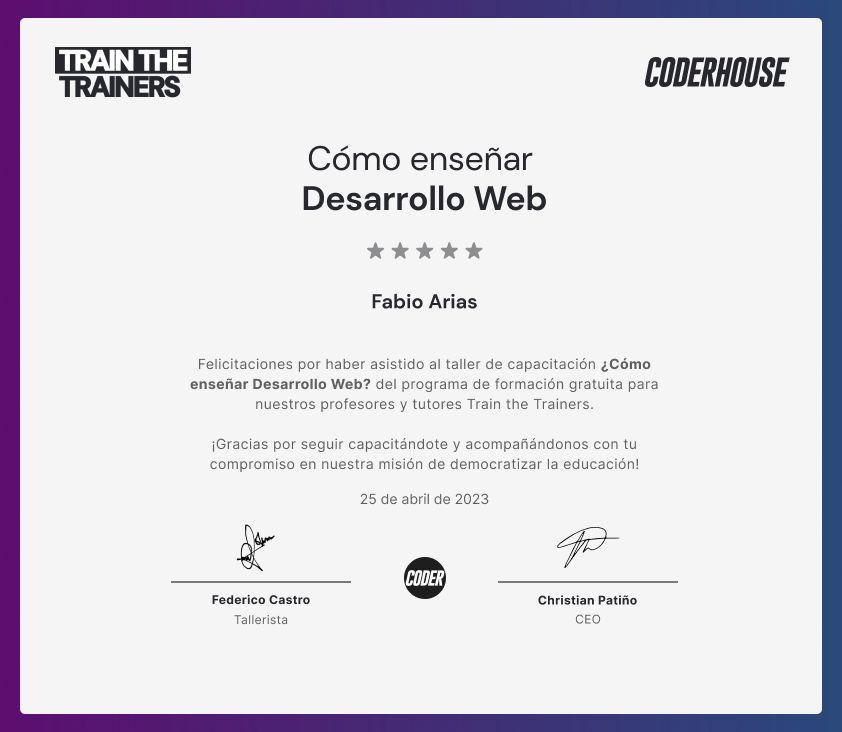 TRAIN THE
TRAINERS
CODERHOUSE
Cómo enseñar
Desarrollo Web
Fabio Arias
Felicitaciones por haber asistido al taller de capacitación ¿Cómo
enseñar Desarrollo Web? del programa de formación gratuita para
nuestros profesores y tutores Train the Trainers.
¡Gracias por seguir capacitándote y acompañándonos con tu
compromiso en nuestra misión de democratizar la educación!
25 de abril de 2023
CODER
Federico Castro
Tallerista
Christian Patiño
CEO